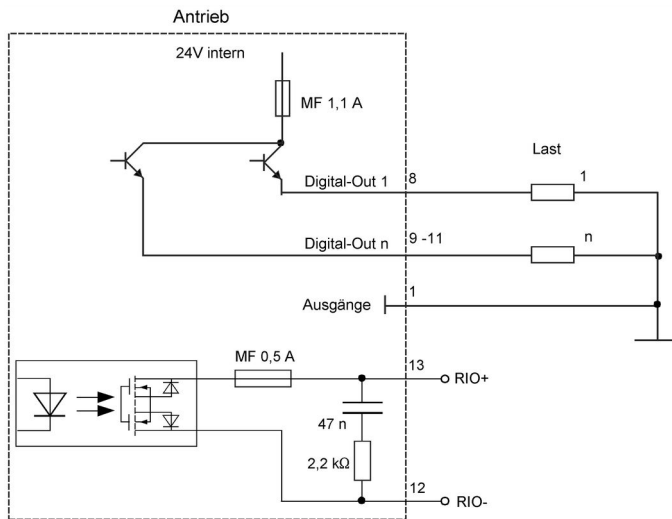 Antrieb
24V intern
MF 1,1 A
Last
Digital-Out 1
8
1
Digital-Out n
9 -11
n
Ausgänge
1
MF 0,5 A
13
RIO+
47 n
2,2 kΩ
12
RIO-